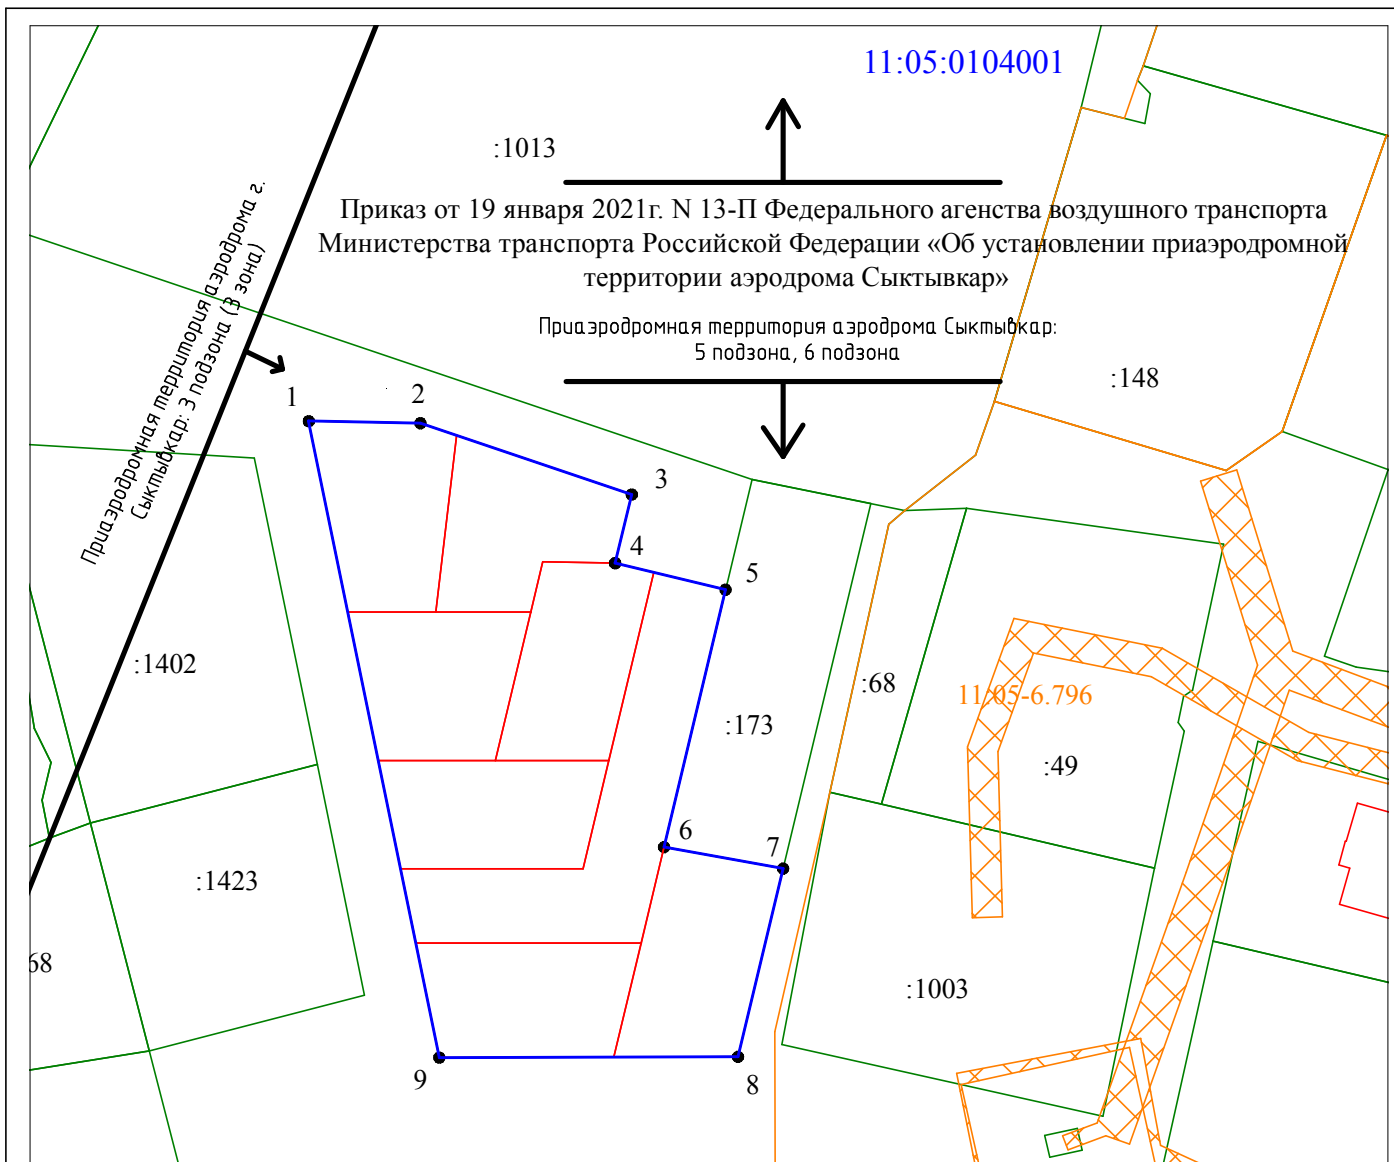 11:05:0104001
:1013
Приказ от 19 января 2021г. N 13-П Федерального агенства воздушного транспорта
Министерства транспорта Российской Федерации «Об установлении приаэродромной
территории аэродрома Сыктывкар»
Приаэродромная территория аэродрома г.
Сыктывкар: 3 подзона (3 зона)
Приаэродромная территория аэродрома Сыктывкар:
5 подзона, 6 подзона
:148
1
2
3
4
5
:1402
:68
11:05-6.796
:173
:49
6
7
:1423
68
:1003
9
8